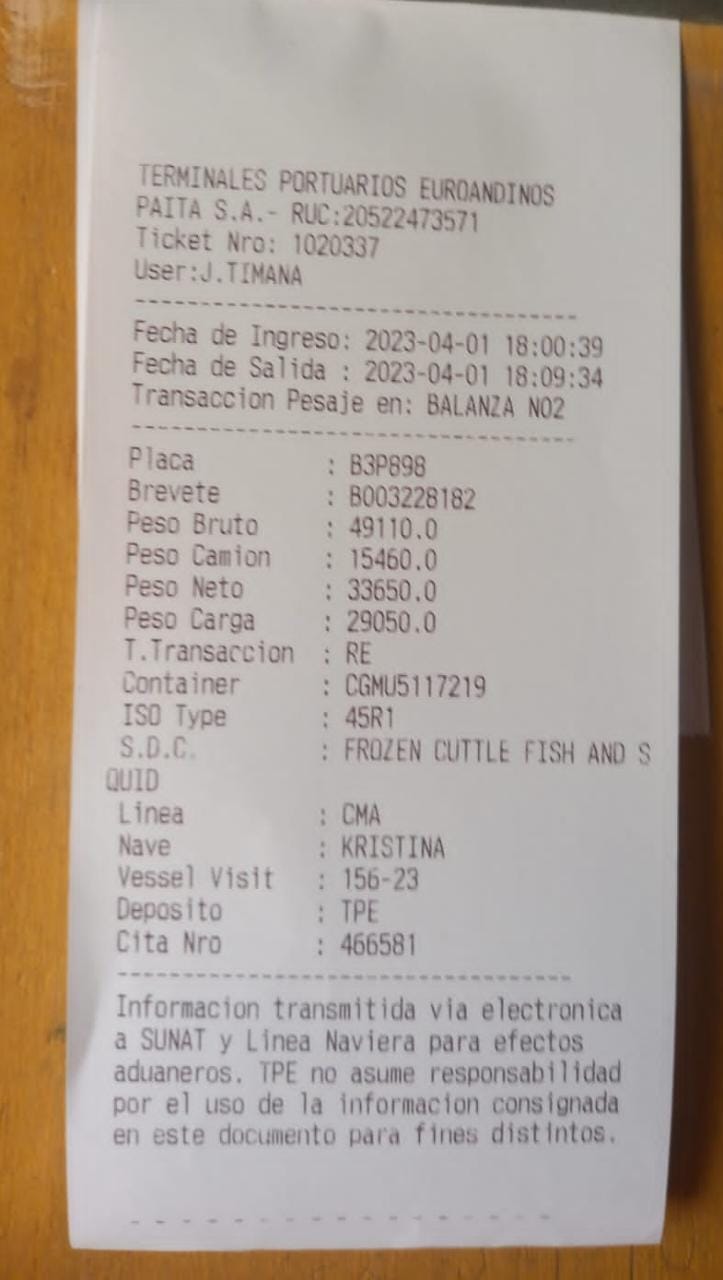 TERMINALES PORTUARIOS EUROANDINOS
PAITA S.A.- RUC:20522473571
Ticket Nro: 1020337
User:J.TIMANA
Fecha de Ingreso: 2023-04-01 18:00:39
Fecha de Salida : 2023-04-01 18:09:34
Transaccion Pesaje en: BALANZA N02
Placa : B3P898
Brevete : B003228182
Peso Bruto : 49110.0
Peso Camion : 15460.0
Peso Neto : 33650.0
Peso Carga : 29050.0
T.Transaccion : RE
Container : CGMU5117219
ISO Type : 45R1
S.D.C. : FROZEN CUTTLE FISH AND S
QUID
Linea : CMA
Nave : KRISTINA
Vessel Visit : 156-23
Deposito : TPE
Cita Nro : 466581
Informacion transmitida via electronica
a SUNAT y Linea Naviera para efectos
aduaneros. TPE no asume responsabilidad
por el uso de la informacion consignada
en este documento para fines distintos.